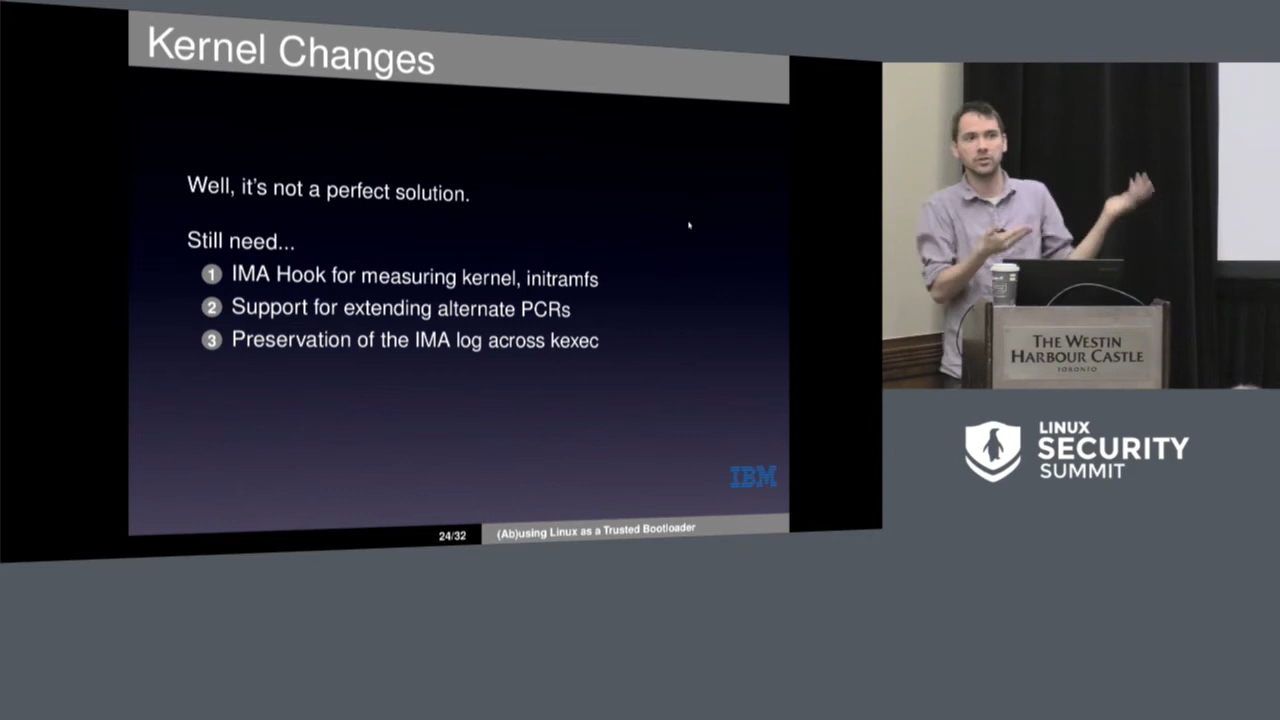 Kernel Changes
Well, it's not a perfect solution.
Still need...
1 IMA Hook for measuring kernel, initramfs
2 Support for extending alternate PCRs
3 Preservation of the IMA log across kexec
IBM
24/32 (Ab)using Linux as a Trusted Bootloader
THE WESTIN
HARBOUR CASTLE
TORONTO
LINUX
SECURITY
SUMMIT